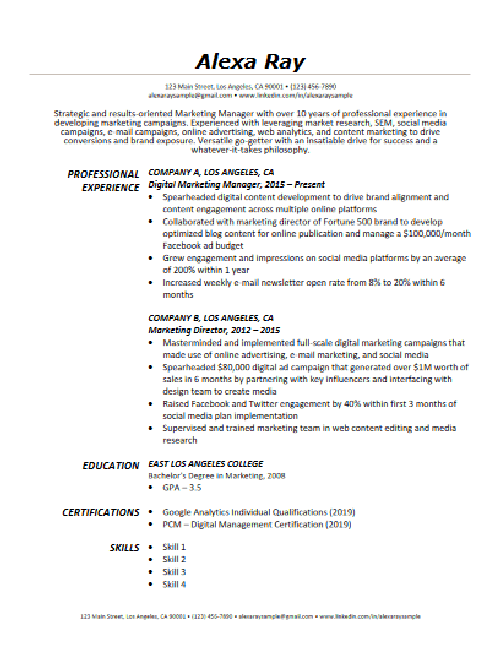 Alexa Ray
123 Main Street, Los Angeles, CA 90001 • (123) 456-7890
alexaraysample@gmail.com • www.linkedin.com/in/alexaraysample
Strategic and results-oriented Marketing Manager with over 10 years of professional experience in
developing marketing campaigns. Experienced with leveraging market research, SEM, social media
campaigns, e-mail campaigns, online advertising, web analytics, and content marketing to drive
conversions and brand exposure. Versatile go-getter with an insatiable drive for success and a
whatever-it-takes philosophy.
PROFESSIONAL
EXPERIENCE
COMPANY A, LOS ANGELES, CA
Digital Marketing Manager, 2015 – Present
• Spearheaded digital content development to drive brand alignment and
content engagement across multiple online platforms
• Collaborated with marketing director of Fortune 500 brand to develop
optimized blog content for online publication and manage a $100,000/month
Facebook ad budget
• Grew engagement and impressions on social media platforms by an average
of 200% within 1 year
• Increased weekly e-mail newsletter open rate from 8% to 20% within 6
months
COMPANY B, LOS ANGELES, CA
Marketing Director, 2012 – 2015
• Masterminded and implemented full-scale digital marketing campaigns that
made use of online advertising, e-mail marketing, and social media
• Spearheaded $80,000 digital ad campaign that generated over $1M worth of
sales in 6 months by partnering with key influencers and interfacing with
design team to create media
• Raised Facebook and Twitter engagement by 40% within first 3 months of
social media plan implementation
• Supervised and trained marketing team in web content editing and media
research
EDUCATION
EAST LOS ANGELES COLLEGE
Bachelor's Degree in Marketing, 2008
• GPA – 3.5
CERTIFICATIONS
• Google Analytics Individual Qualifications (2019)
• PCM – Digital Management Certification (2019)
SKILLS
• Skill 1
• Skill 2
• Skill 3
• Skill 4
123 Main Street, Los Angeles, CA 90001 • (123) 456-7890 • alexaraysample@gmail.com • www.linkedin.com/in/alexaraysample